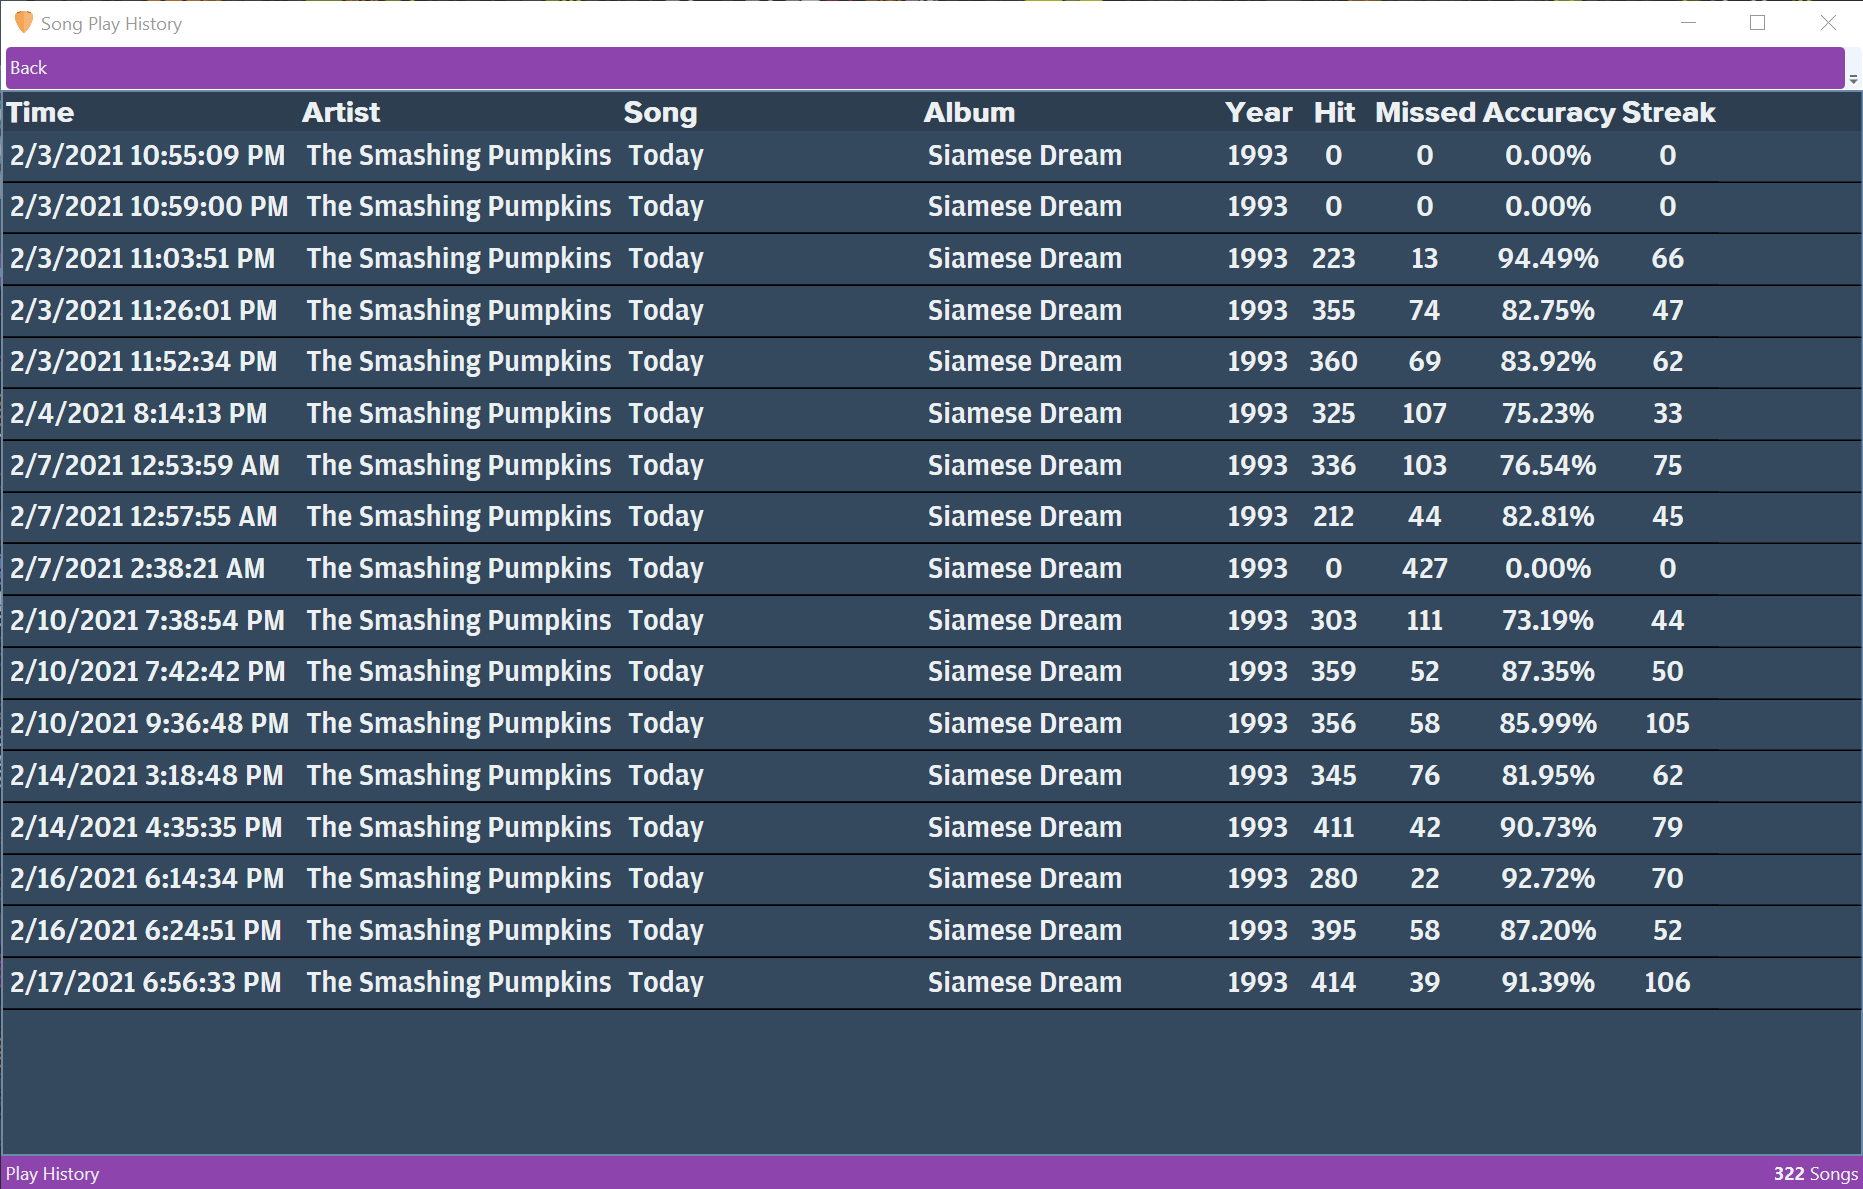 Song Play History
Back
Time Artist Song Album Year Hit Missed Accuracy Streak
2/3/2021 10:55:09 PM The Smashing Pumpkins Today Siamese Dream 1993 0 0 0.00% 0
2/3/2021 10:59:00 PM The Smashing Pumpkins Today Siamese Dream 1993 0 0 0.00% 0
2/3/2021 11:03:51 PM The Smashing Pumpkins Today Siamese Dream 1993 223 13 94.49% 66
2/3/2021 11:26:01 PM The Smashing Pumpkins Today Siamese Dream 1993 355 74 82.75% 47
2/3/2021 11:52:34 PM The Smashing Pumpkins Today Siamese Dream 1993 360 69 83.92% 62
2/4/2021 8:14:13 PM The Smashing Pumpkins Today Siamese Dream 1993 325 107 75.23% 33
2/7/2021 12:53:59 AM The Smashing Pumpkins Today Siamese Dream 1993 336 103 76.54% 75
2/7/2021 12:57:55 AM The Smashing Pumpkins Today Siamese Dream 1993 212 44 82.81% 45
2/7/2021 2:38:21 AM The Smashing Pumpkins Today Siamese Dream 1993 0 427 0.00% 0
2/10/2021 7:38:54 PM The Smashing Pumpkins Today Siamese Dream 1993 303 111 73.19% 44
2/10/2021 7:42:42 PM The Smashing Pumpkins Today Siamese Dream 1993 359 52 87.35% 50
2/10/2021 9:36:48 PM The Smashing Pumpkins Today Siamese Dream 1993 356 58 85.99% 105
2/14/2021 3:18:48 PM The Smashing Pumpkins Today Siamese Dream 1993 345 76 81.95% 62
2/14/2021 4:35:35 PM The Smashing Pumpkins Today Siamese Dream 1993 411 42 90.73% 79
2/16/2021 6:14:34 PM The Smashing Pumpkins Today Siamese Dream 1993 280 22 92.72% 70
2/16/2021 6:24:51 PM The Smashing Pumpkins Today Siamese Dream 1993 395 58 87.20% 52
2/17/2021 6:56:33 PM The Smashing Pumpkins Today Siamese Dream 1993 414 39 91.39% 106
Play History 322 Songs